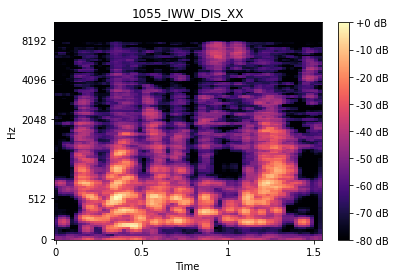 1055_IWW_DIS_XX
8192
4096
2048
1024
512
0
Hz
0
0.5
1
1.5
Time
+0 dB
-10 dB
-20 dB
-30 dB
-40 dB
-50 dB
-60 dB
-70 dB
-80 dB